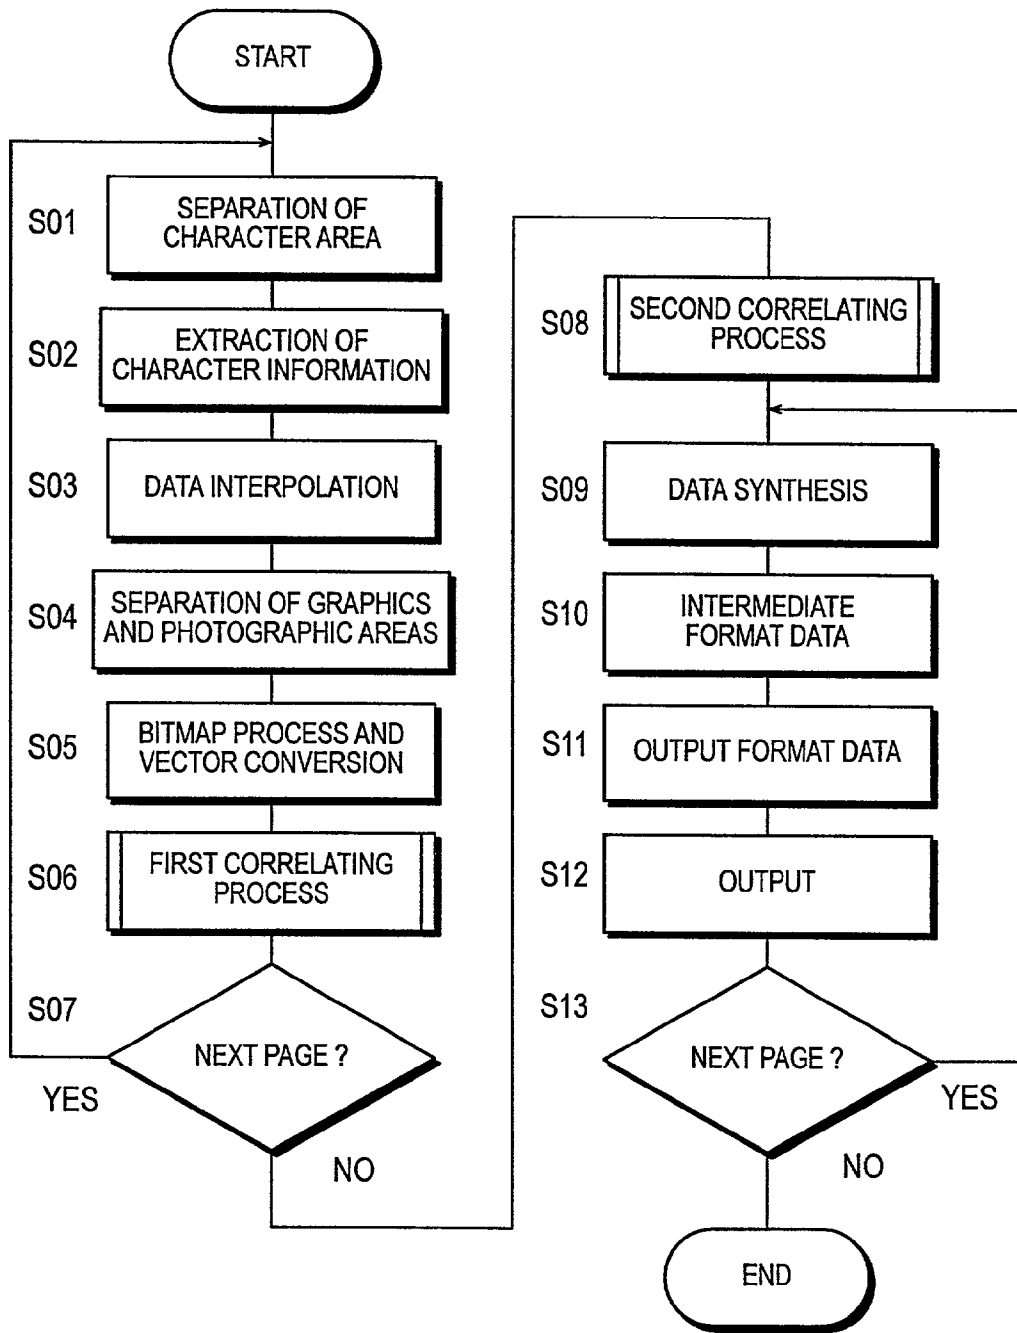 START
S01
SEPARATION OF
CHARACTER AREA
S02
EXTRACTION OF
CHARACTER INFORMATION
S03
DATA INTERPOLATION
S04
SEPARATION OF GRAPHICS
AND PHOTOGRAPHIC AREAS
S05
BITMAP PROCESS AND
VECTOR CONVERSION
S06
FIRST CORRELATING
PROCESS
S07
NEXT PAGE ?
YES
NO
S08
SECOND CORRELATING
PROCESS
S09
DATA SYNTHESIS
S10
INTERMEDIATE
FORMAT DATA
S11
OUTPUT FORMAT DATA
S12
OUTPUT
S13
NEXT PAGE ?
YES
NO
END